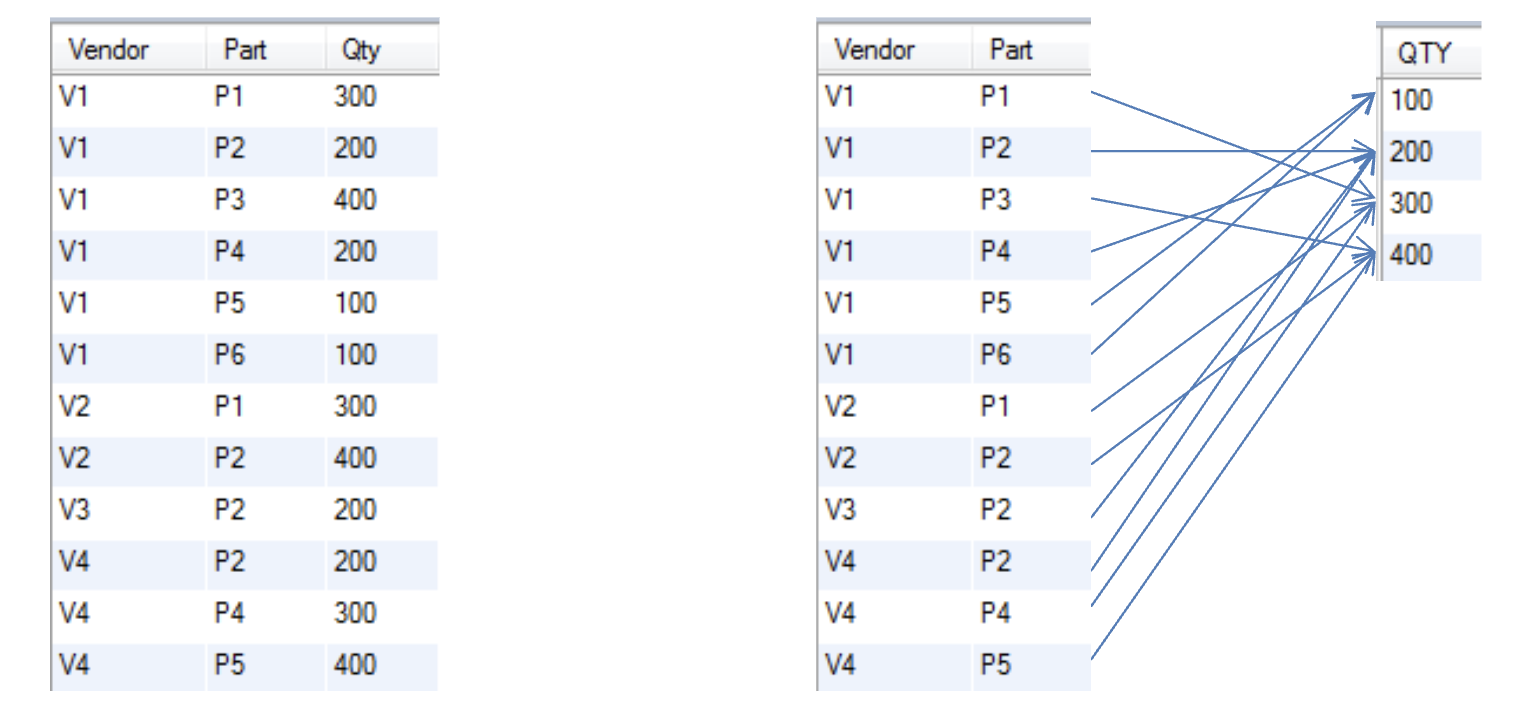 Vendor Part Qty
V1 P1 300
V1 P2 200
V1 P3 400
V1 P4 200
V1 P5 100
V1 P6 100
V2 P1 300
V2 P2 400
V3 P2 200
V4 P2 200
V4 P4 300
V4 P5 400
Vendor Part
V1 P1
V1 P2
V1 P3
V1 P4
V1 P5
V1 P6
V2 P1
V2 P2
V3 P2
V4 P2
V4 P4
V4 P5
QTY
100
200
300
400